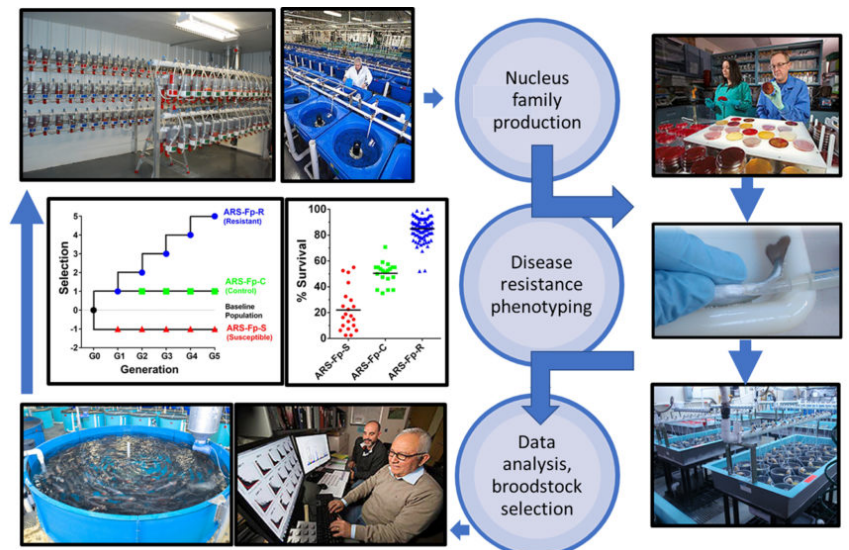 Nucleus
family
production
Disease
resistance
phenotyping
Data
analysis,
broodstock
selection
Selection
5
4
3
2
1
0
-1
-2
G0 G1 G2 G3 G4 G5
Generation
ARS-Fp-R
(Resistant)
ARS-Fp-C
(Control)
Baseline
Population
ARS-Fp-S
(Susceptible)
% Survival
100
80
60
40
20
0
ARS-Fp-S
ARS-Fp-C
ARS-Fp-R